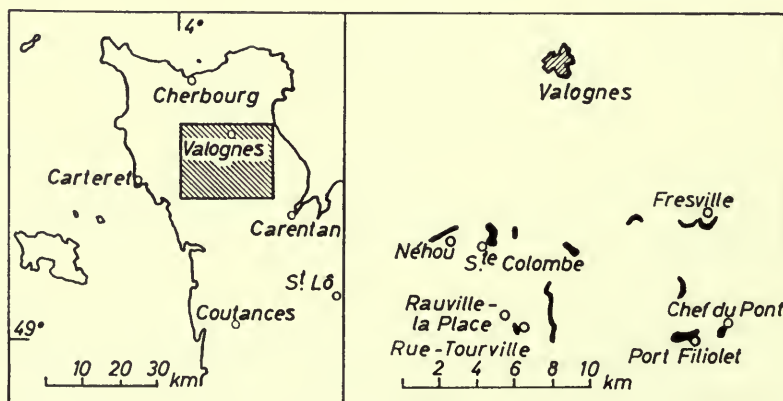 4°
Cherbourg
Valognes
Carteret
Carentan
St Lô
Coutances
49°
10 20 30
km
Valognes
Fresville
Néhou
S.te Colombe
Rauville-
la Place
Chef du Pont
Rue-Tourville
Port Filiolet
2 4 6 8 10
km